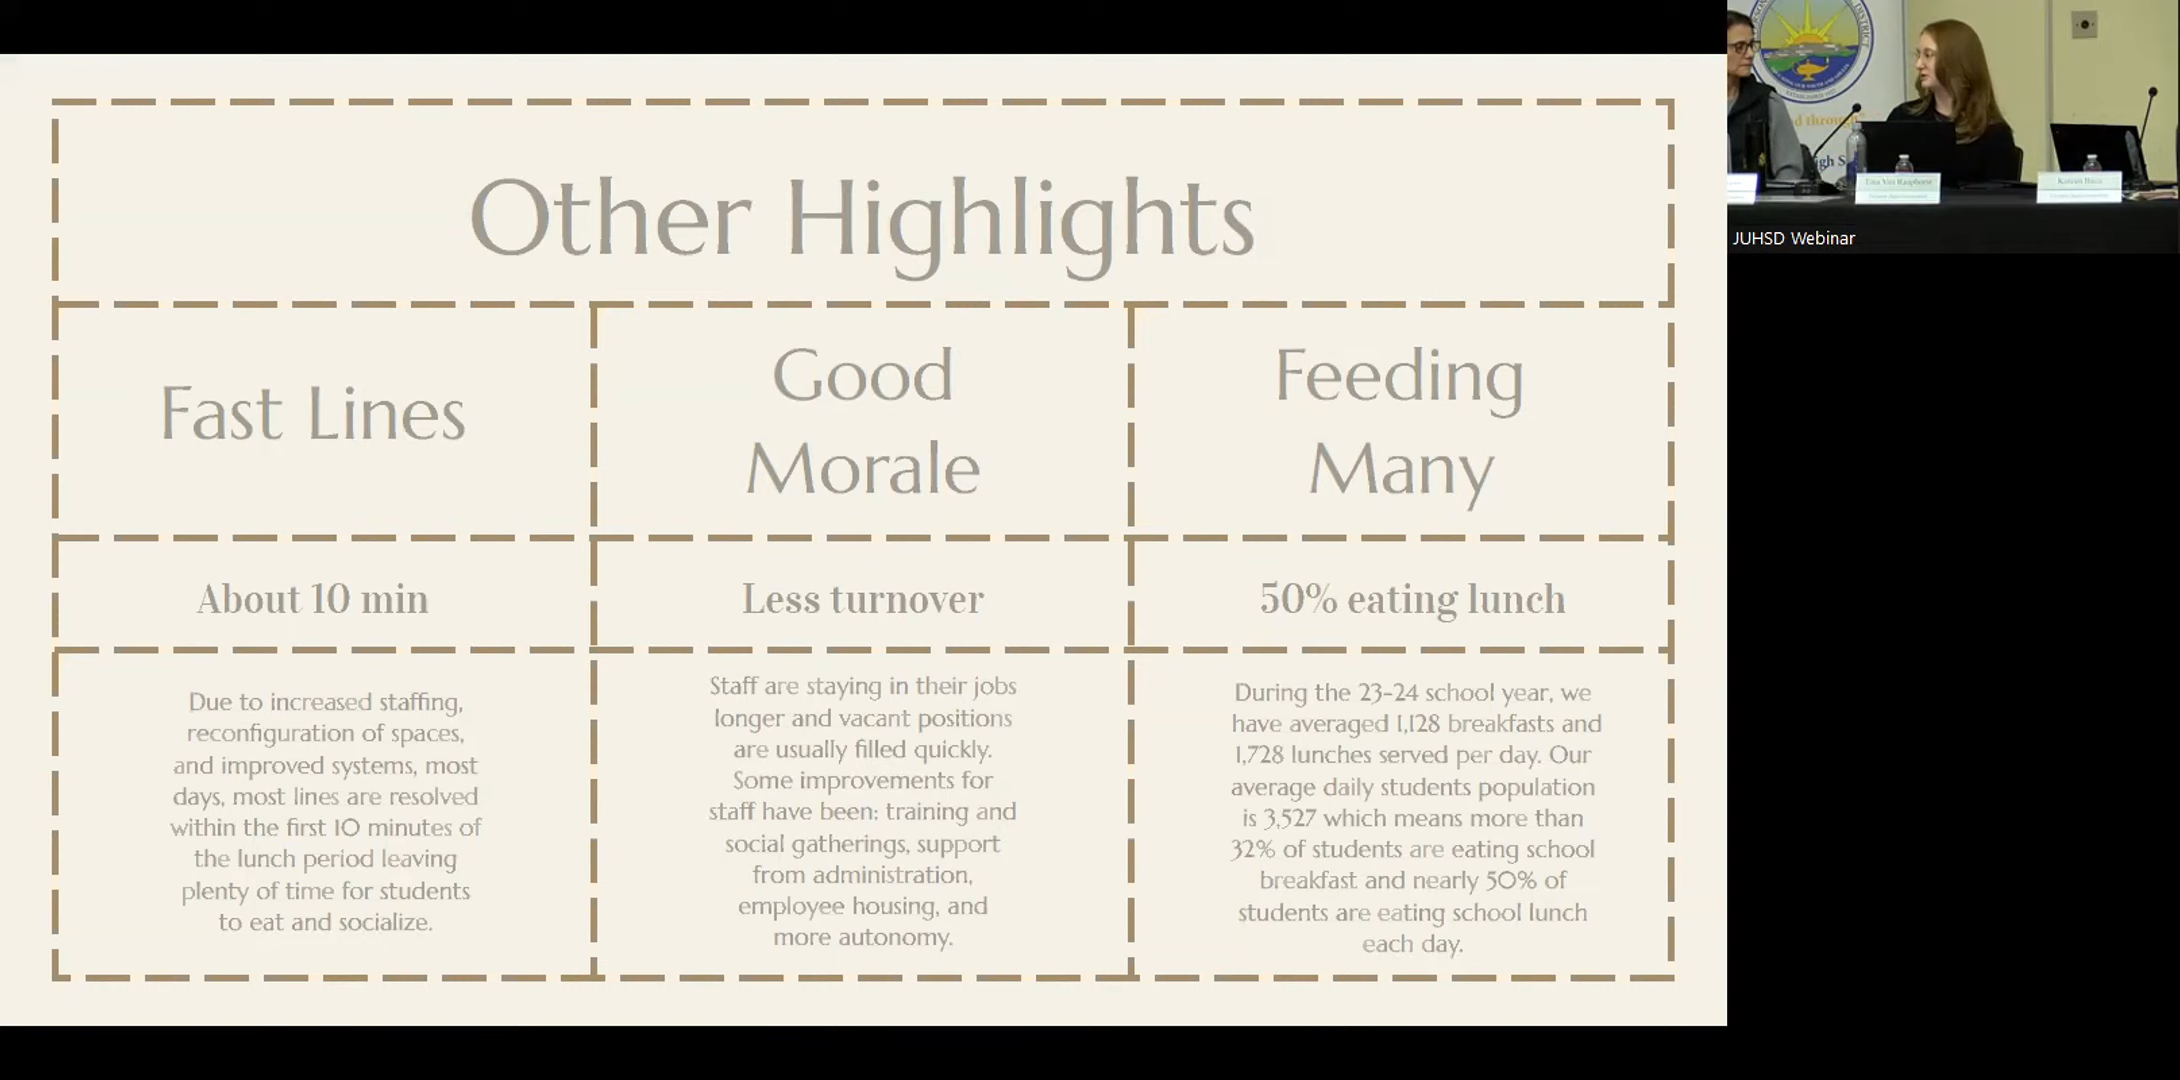 Other Highlights
Fast Lines
Good
Morale
Feeding
Many
About 10 min
Less turnover
50% eating lunch
Due to increased staffing,
reconfiguration of spaces,
and improved systems, most
days, most lines are resolved
within the first 10 minutes of
the lunch period leaving
plenty of time for students
to eat and socialize.
Staff are staying in their jobs
longer and vacant positions
are usually filled quickly.
Some improvements for
staff have been: training and
social gatherings, support
from administration,
employee housing, and
more autonomy.
During the 23-24 school year, we
have averaged 1,128 breakfasts and
1,728 lunches served per day. Our
average daily students population
is 3,527 which means more than
32% of students are eating school
breakfast and nearly 50% of
students are eating school lunch
each day.
DISTRICT
d through
igh S
JUHSD Webinar